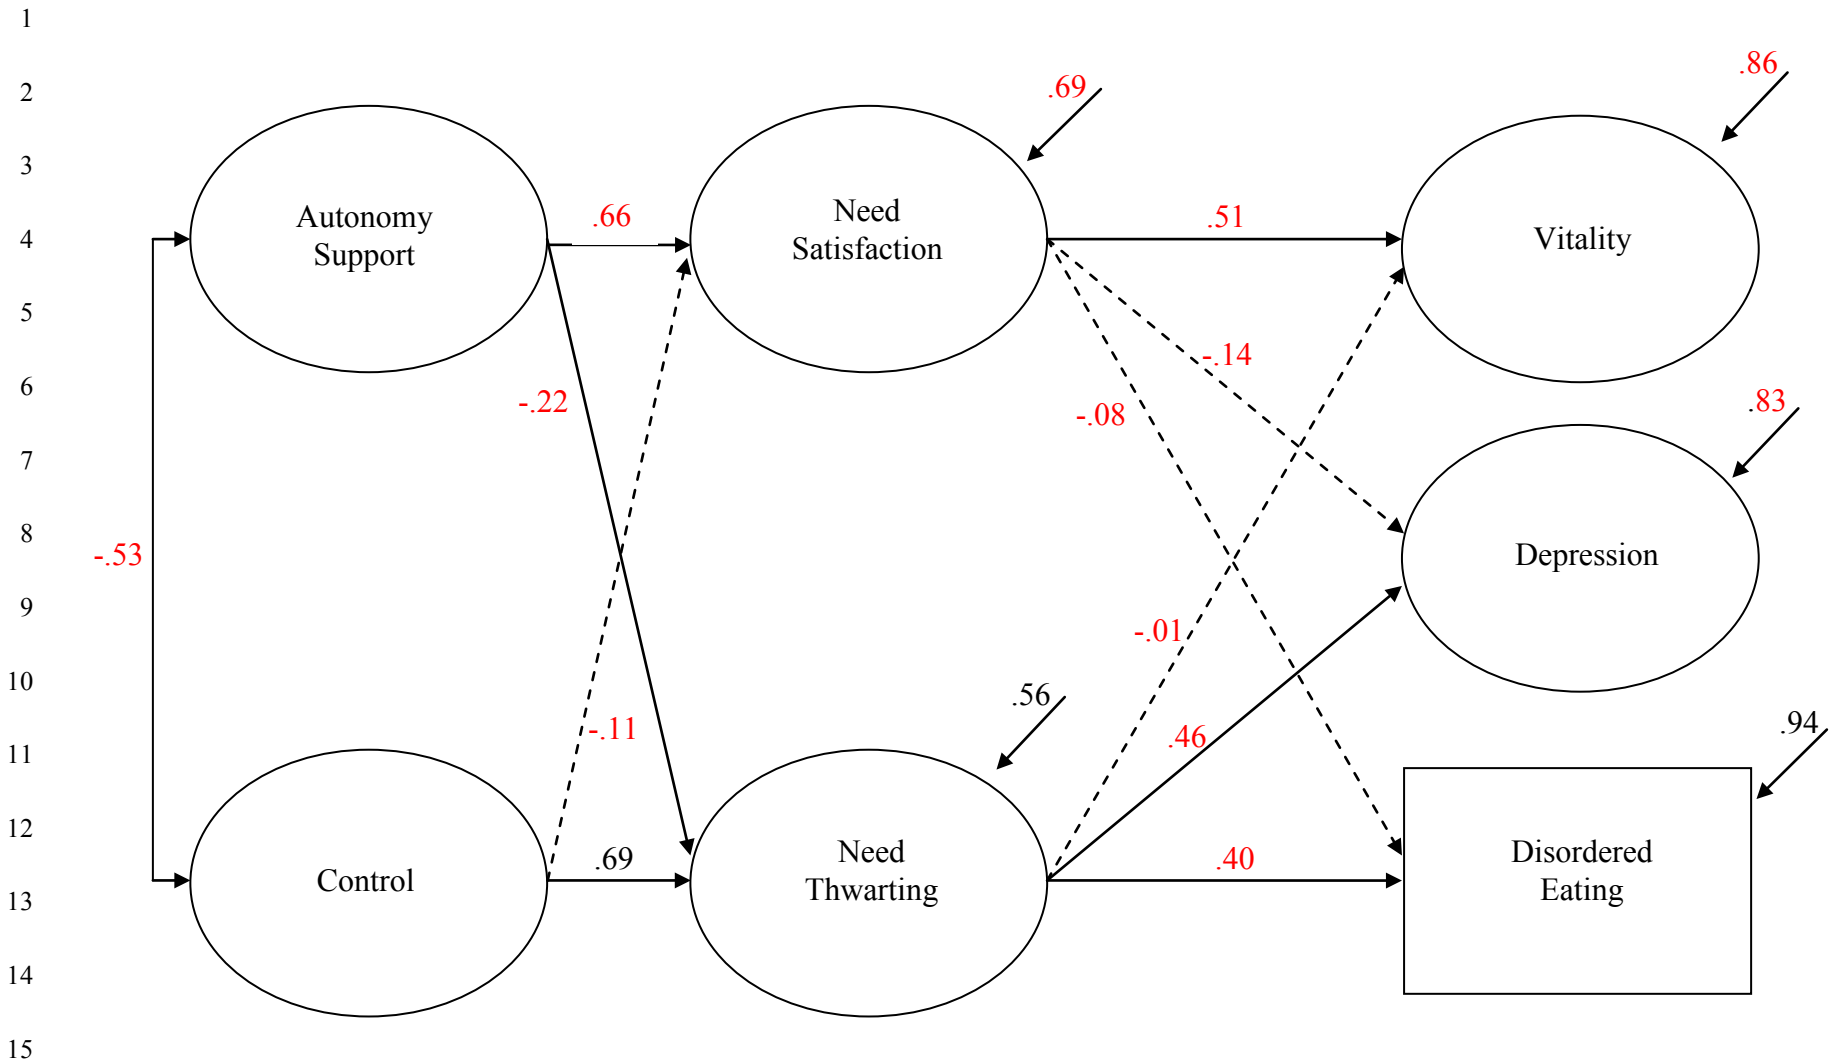 1
.86
2
.69
3
Autonomy
Support
.66
Need
Satisfaction
.51
Vitality
4
5
-.14
6
-.22
-.08
.83
7
8
-.53
Depression
9
-.01
10
.56
-.11
.46
.94
11
12
Control
.69
Need
Thwarting
.40
Disordered
Eating
13
14
15